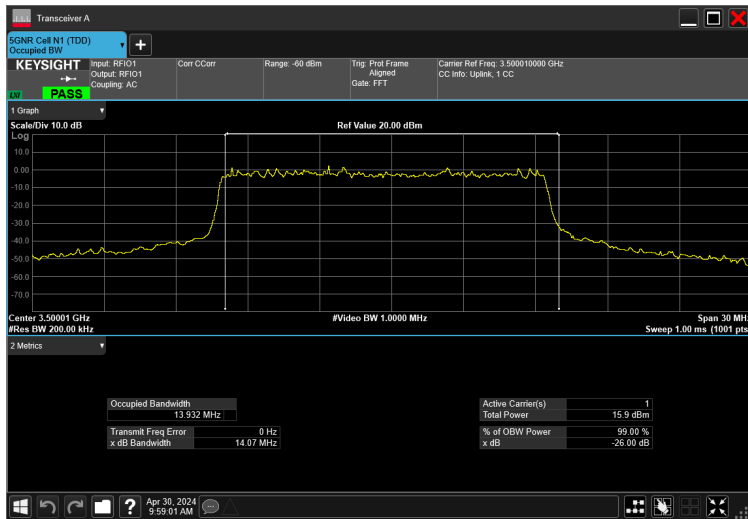 Transceiver A
5GNR Cell N1 (TDD)
Occupied BW
KEYSIGHT
LXI
PASS
Input: RFIO1
Output: RFIO1
Coupling: AC
Corr CCorr
Range: -60 dBm
Trig: Prot Frame
Aligned
Gate: FFT
Carrier Ref Freq: 3.500010000 GHz
CC Info: Uplink, 1 CC
1 Graph
Scale/Div 10.0 dB
Ref Value 20.00 dBm
Log
10.0
0.00
-10.0
-20.0
-30.0
-40.0
-50.0
-60.0
-70.0
Center 3.50001 GHz
#Video BW 1.0000 MHz
Span 30 MHz
#Res BW 200.00 kHz
Sweep 1.00 ms (1001 pts
2 Metrics
Occupied Bandwidth
13.932 MHz
Transmit Freq Error 0 Hz
x dB Bandwidth 14.07 MHz
Active Carrier(s) 1
Total Power 15.9 dBm
% of OBW Power 99.00 %
x dB -26.00 dB
?
Apr 30, 2024
9:59:01 AM